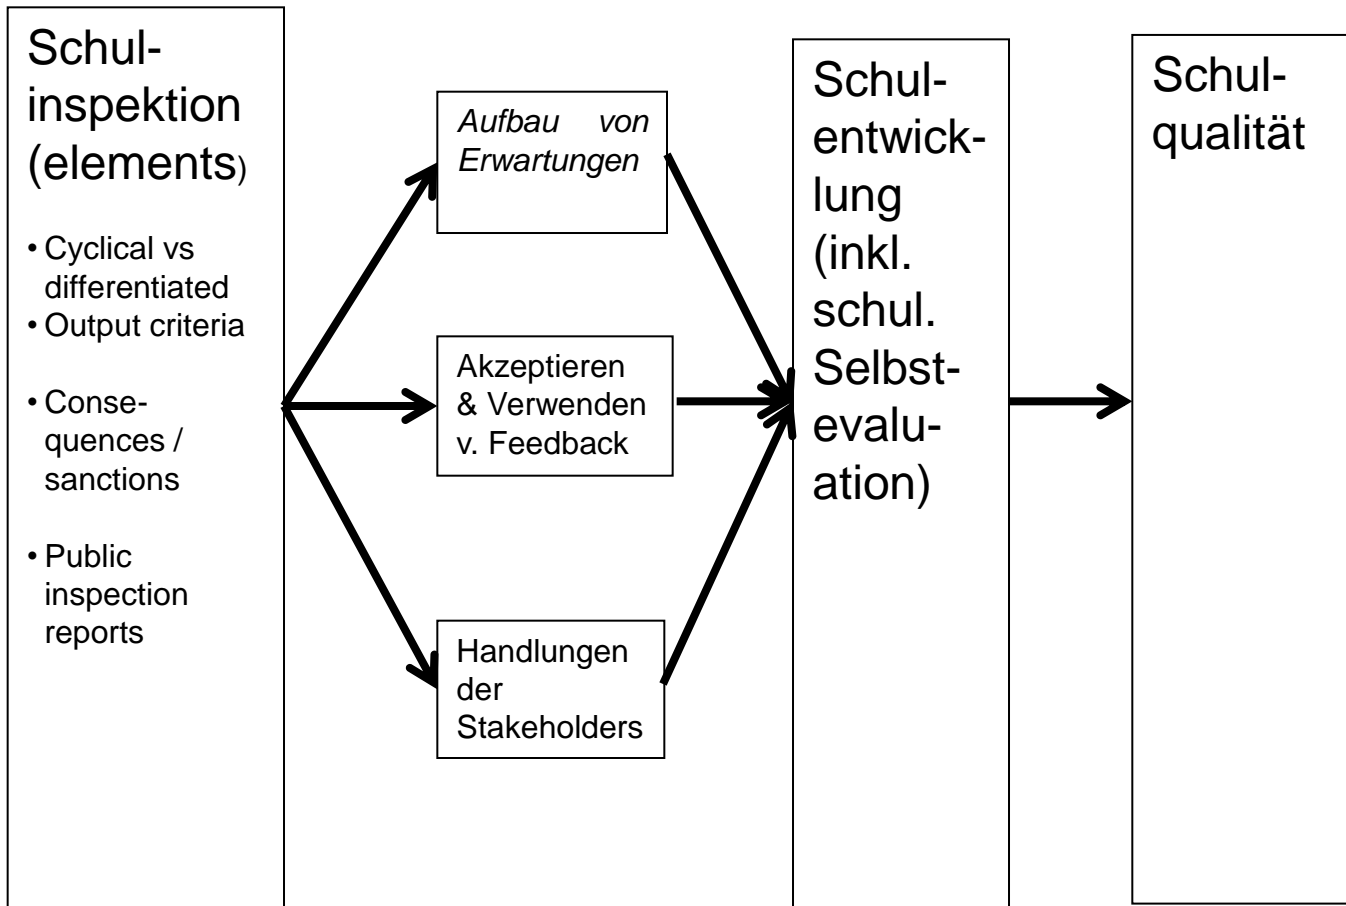 Schul-
inspektion
(elements)
• Cyclical vs
differentiated
• Output criteria
• Conse-
quences /
sanctions
• Public
inspection
reports
Aufbau von
Erwartungen
Akzeptieren
& Verwenden
v. Feedback
Handlungen
der
Stakeholders
Schul-
entwick-
lung
(inkl.
schul.
Selbst-
evalu-
ation)
Schul-
qualität